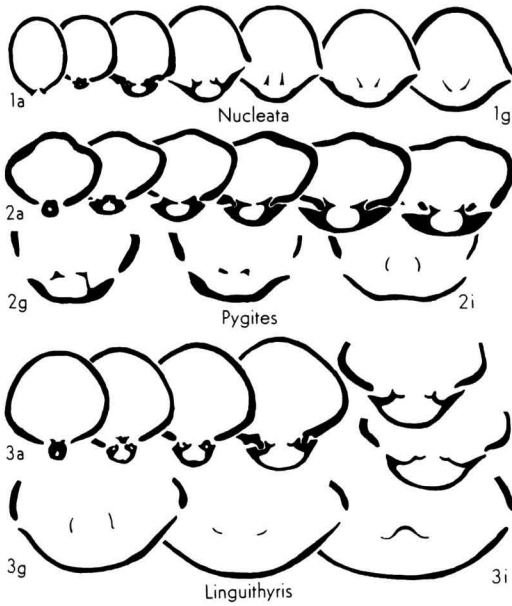 1a
1g
Nucleata
2a
2g
2i
Pygites
3a
3g
3i
Linguithyris